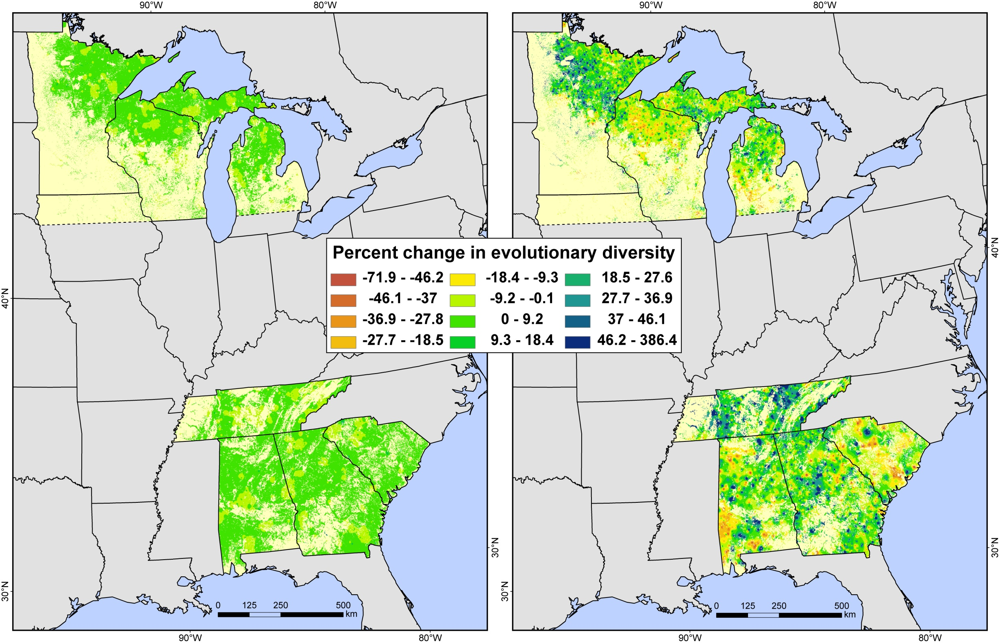 90°W 80°W 90°W 80°W
40°N
Percent change in evolutionary diversity
-71.9 - -46.2 -18.4 - -9.3 18.5 - 27.6
-46.1 - -37 -9.2 - -0.1 27.7 - 36.9
-36.9 - -27.8 0 - 9.2 37 - 46.1
-27.7 - -18.5 9.3 - 18.4 46.2 - 386.4
40°N
30°N 30°N
30°N 30°N
0 125 250 500 km
0 125 250 500 km
90°W 80°W 90°W 80°W